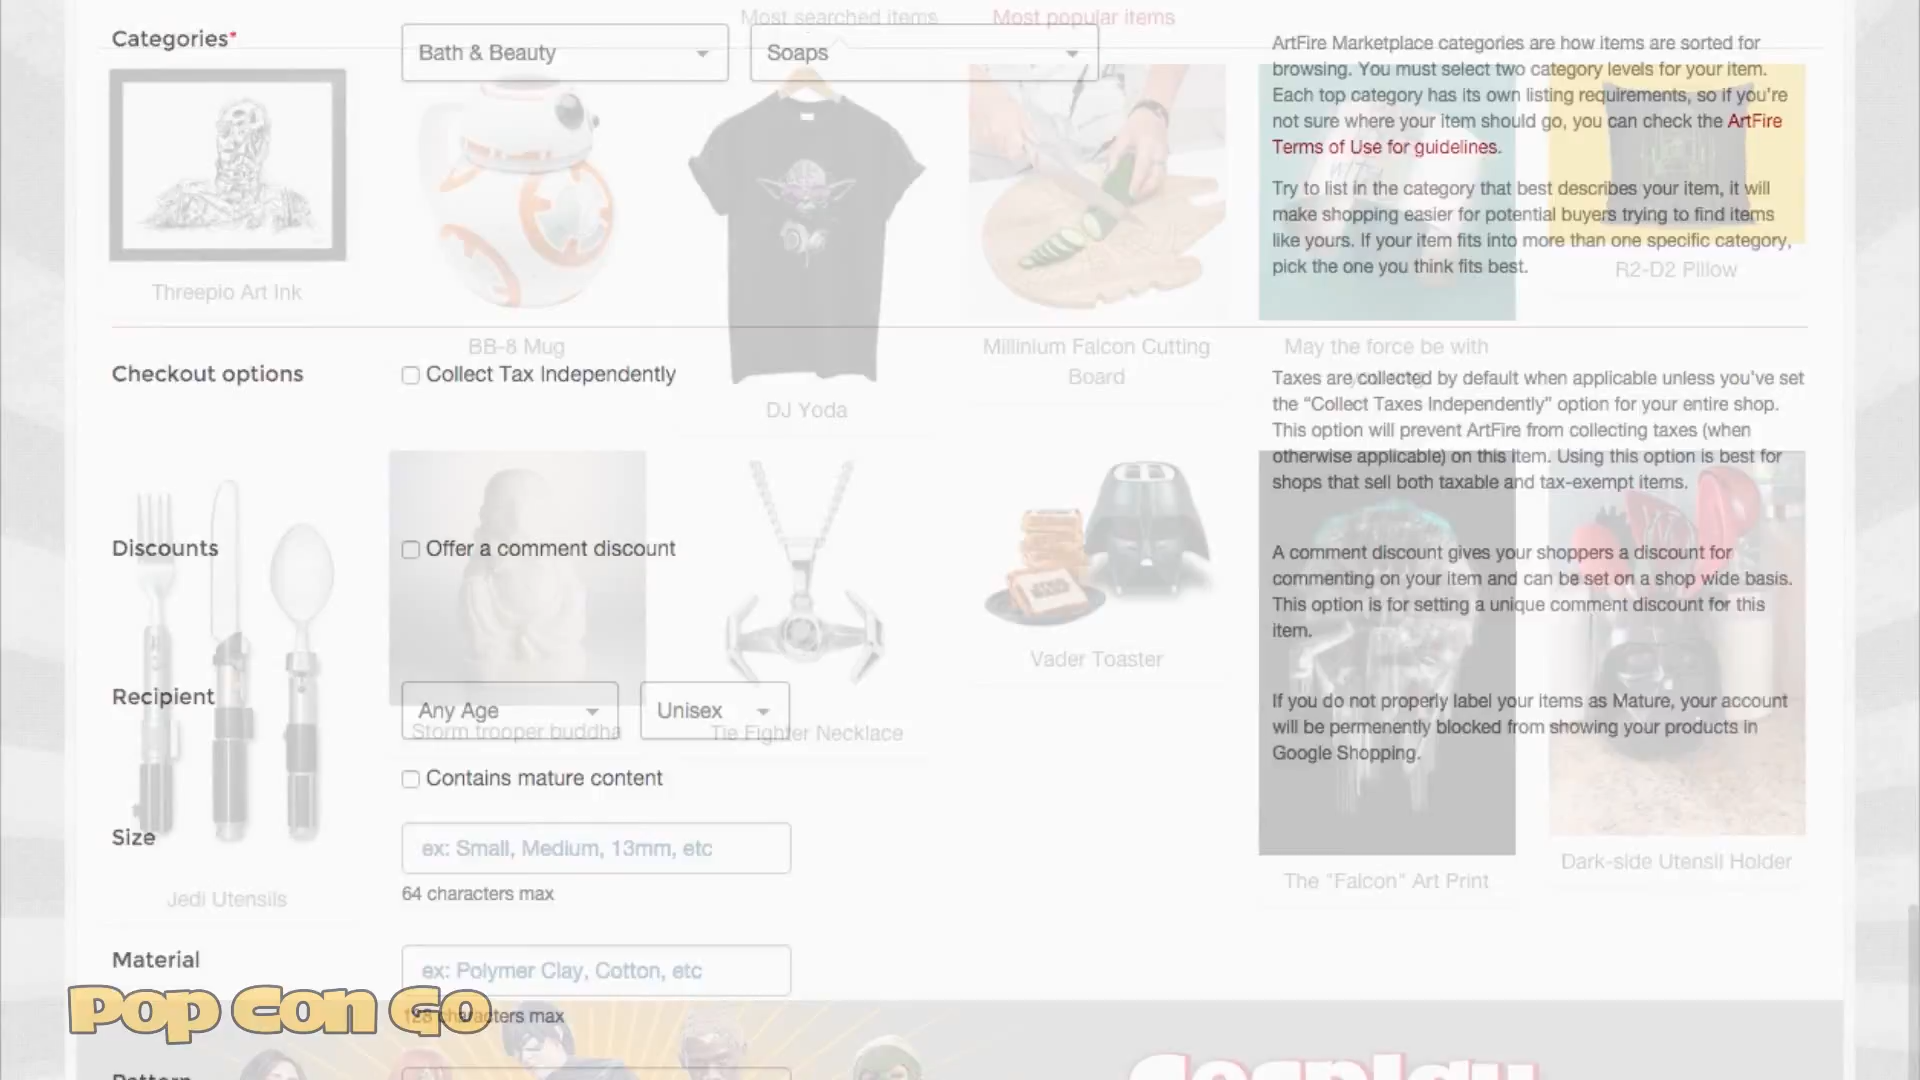 Most searched items
Most popular items
Categories*
Bath & Beauty
Soaps
ArtFire Marketplace categories are how items are sorted for
browsing. You must select two category levels for your item.
Each top category has its own listing requirements, so if you're
not sure where your item should go, you can check the ArtFire
Terms of Use for guidelines.
Try to list in the category that best describes your item, it will
make shopping easier for potential buyers trying to find items
like yours. If your item fits into more than one specific category,
pick the one you think fits best.
Threepio Art Ink
BB-8 Mug
DJ Yoda
Millinium Falcon Cutting
Board
May the force be with
R2-D2 Pillow
Checkout options
Collect Tax Independently
Taxes are collected by default when applicable unless you've set
the “Collect Taxes Independently” option for your entire shop.
This option will prevent ArtFire from collecting taxes (when
otherwise applicable) on this item. Using this option is best for
shops that sell both taxable and tax-exempt items.
Discounts
Offer a comment discount
A comment discount gives your shoppers a discount for
commenting on your item and can be set on a shop wide basis.
This option is for setting a unique comment discount for this
item.
Recipient
Any Age
Unisex
Storm trooper buddha
Tie Fighter Necklace
Vader Toaster
If you do not properly label your items as Mature, your account
will be permenently blocked from showing your products in
Google Shopping.
Contains mature content
Size
ex: Small, Medium, 13mm, etc
64 characters max
Jedi Utensils
The "Falcon" Art Print
Dark-side Utensil Holder
Material
ex: Polymer Clay, Cotton, etc
128 characters max
Pop Con Go
Pattern
Cosplay